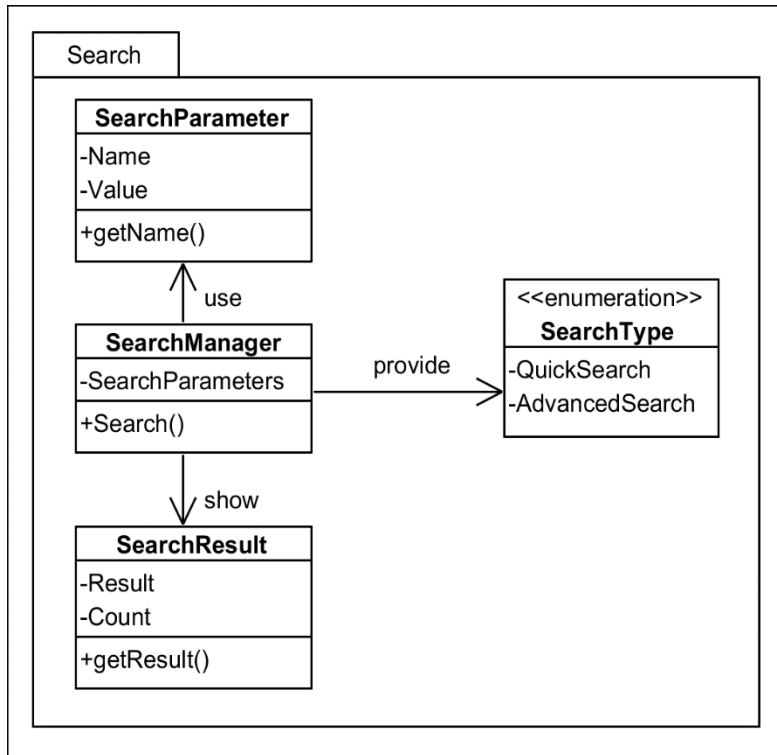 Search
SearchParameter
-Name
-Value
+getName()
use
SearchManager
-SearchParameters
+Search()
provide
<<enumeration>>
SearchType
-QuickSearch
-AdvancedSearch
show
SearchResult
-Result
-Count
+getResult()